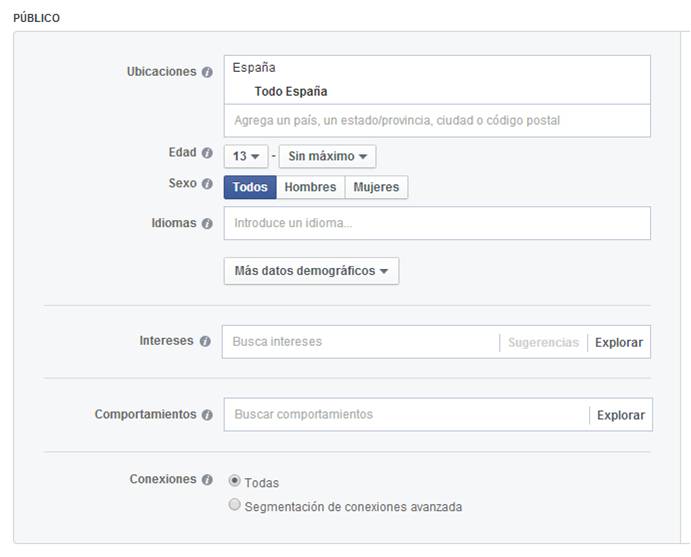 PÚBLICO
Ubicaciones
España
Todo España
Agrega un país, un estado/provincia, ciudad o código postal
Edad 13 - Sin máximo
Sexo Todos Hombres Mujeres
Idiomas Introduce un idioma...
Más datos demográficos
Intereses Busca intereses Sugerencias Explorar
Comportamientos Buscar comportamientos Explorar
Conexiones Todas
Segmentación de conexiones avanzada